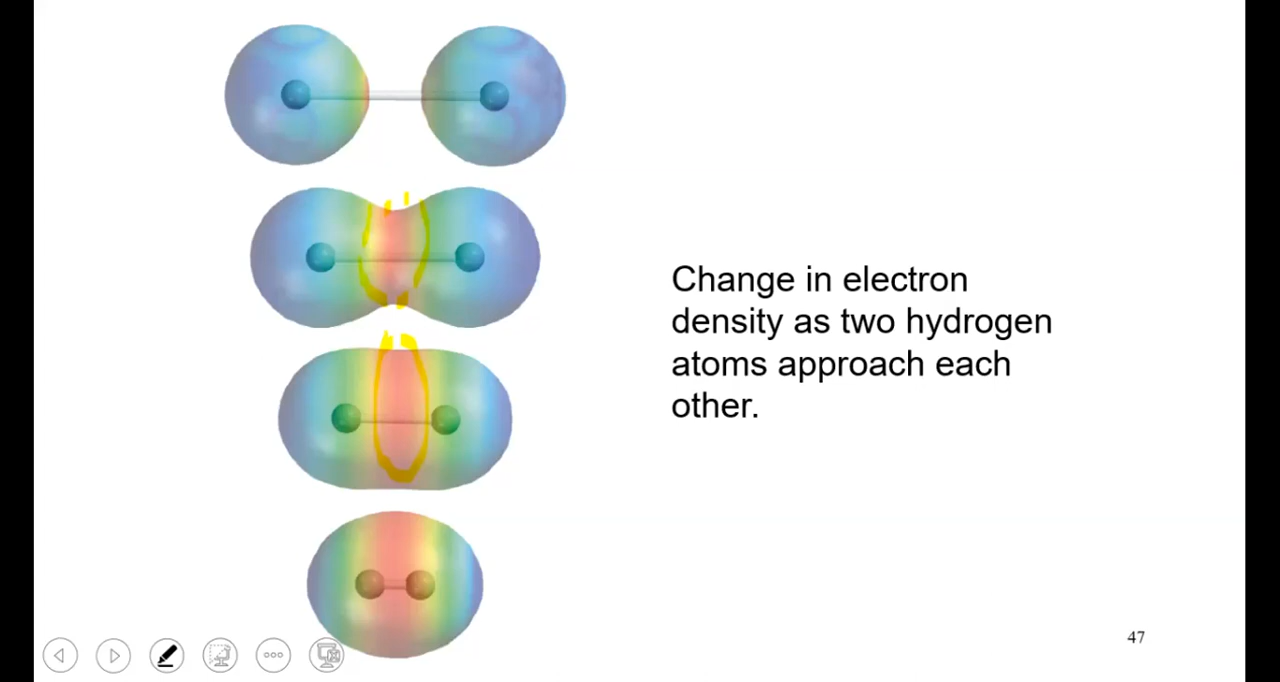 Change in electron
density as two hydrogen
atoms approach each
other.
47